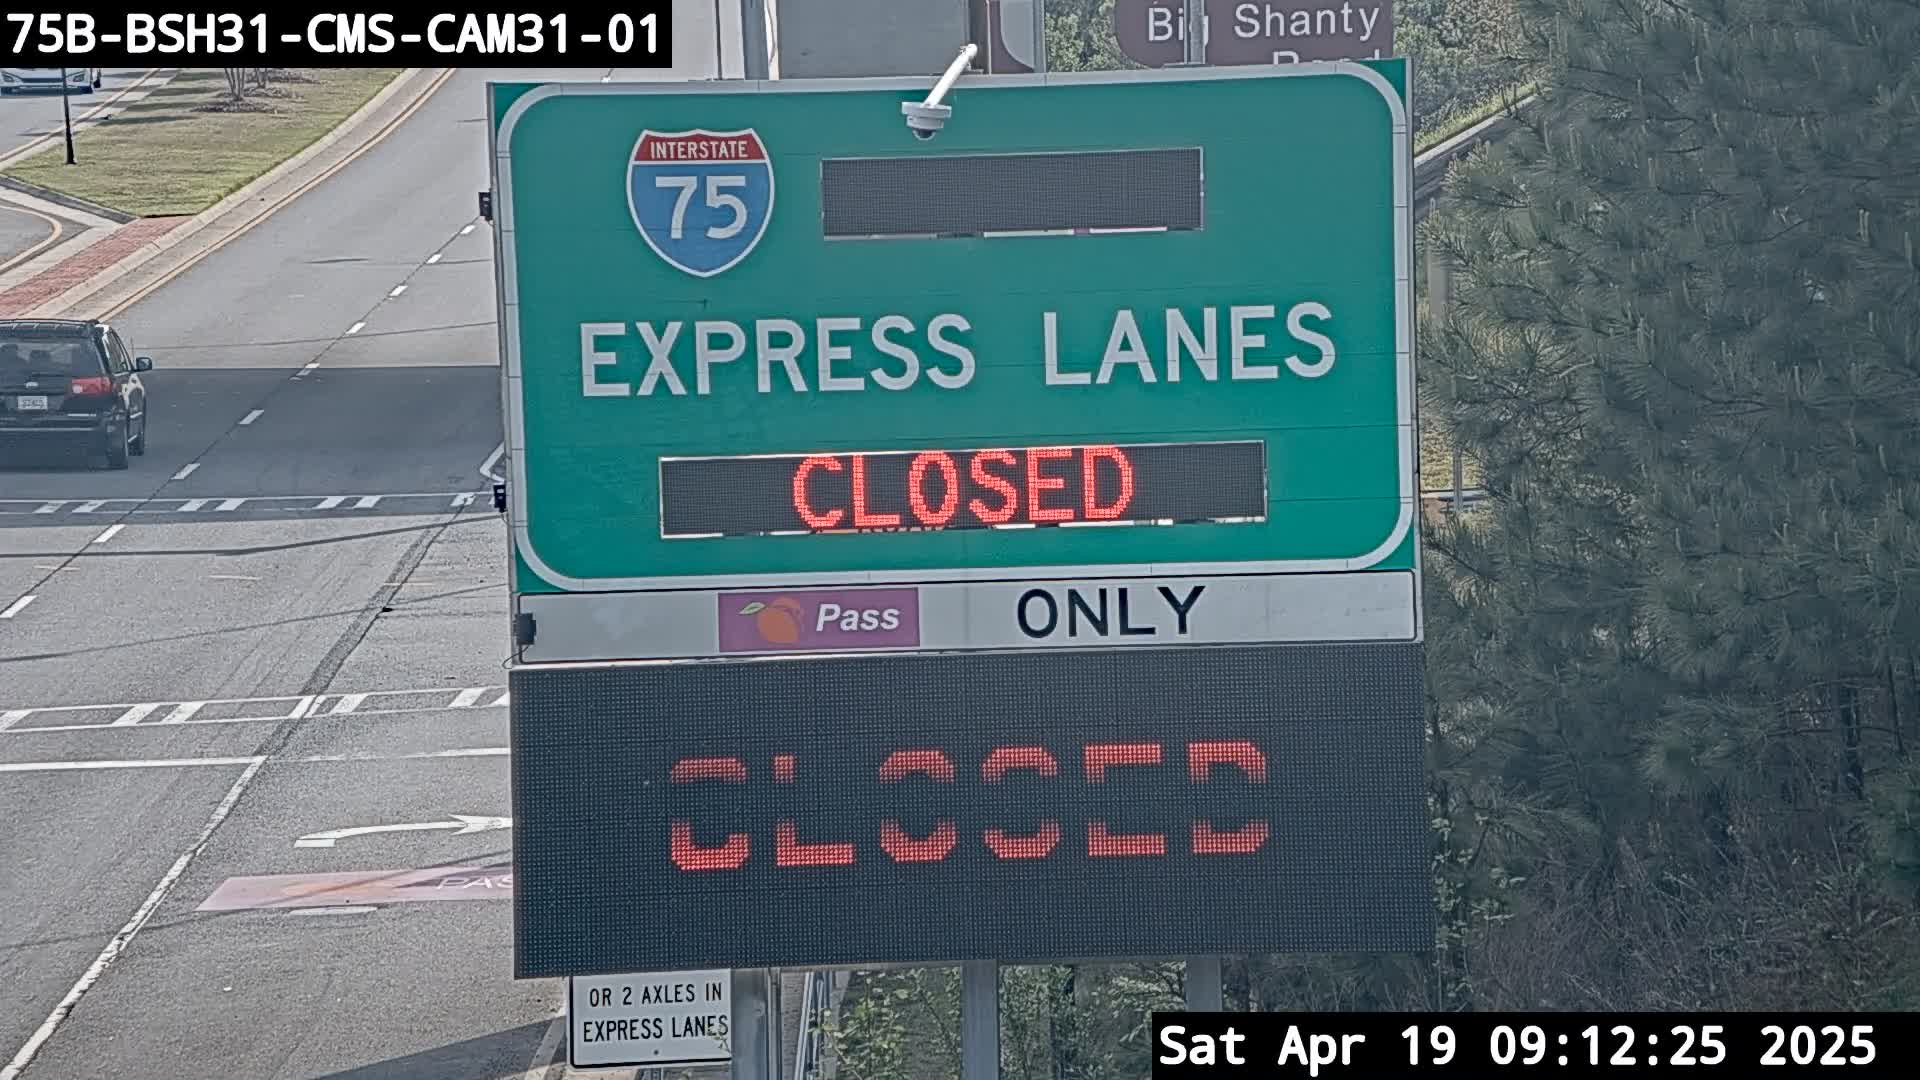 75B-BSH31-CMS-CAM31-01
Big Shanty
INTERSTATE
75
EXPRESS LANES
CLOSED
Pass ONLY
CLOSED
OR 2 AXLES IN
EXPRESS LANES
Sat Apr 19 09:12:25 2025